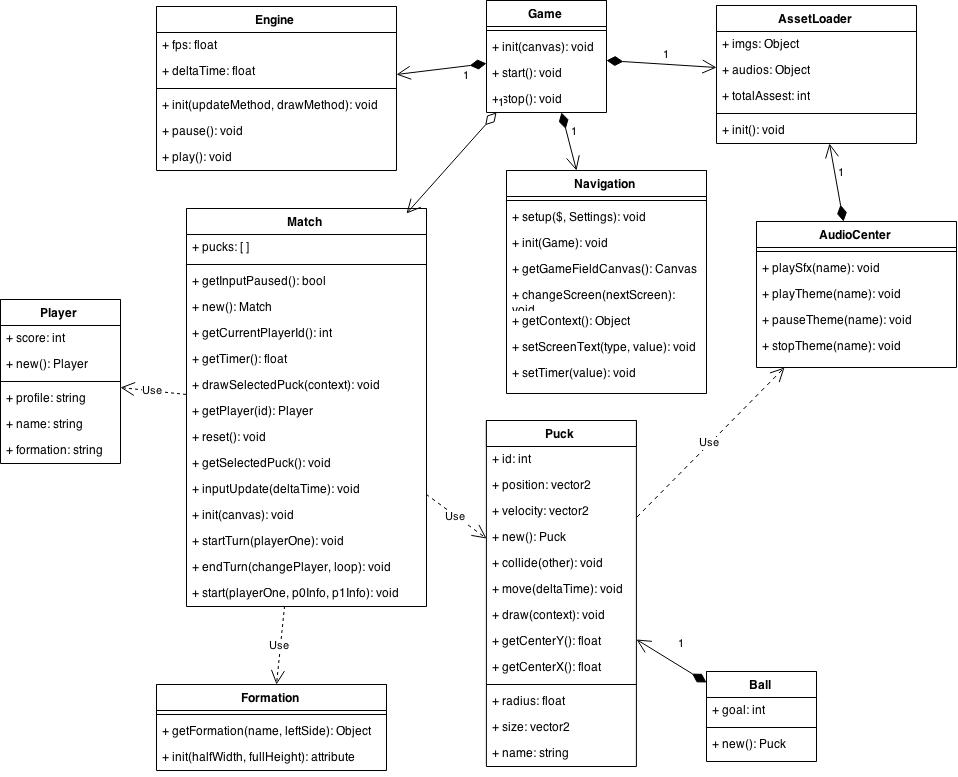 Engine
+ fps: float
+ deltaTime: float
+ init(updateMethod, drawMethod): void
+ pause(): void
+ play(): void
Game
+ init(canvas): void
+ start(): void
+ stop(): void
AssetLoader
+ imgs: Object
+ audios: Object
+ totalAssest: int
+ init(): void
1
1
1
1
1
Match
+ pucks: [ ]
+ getInputPaused(): bool
+ new(): Match
+ getCurrentPlayerId(): int
+ getTimer(): float
+ drawSelectedPuck(context): void
+ getPlayer(id): Player
+ reset(): void
+ getSelectedPuck(): void
+ inputUpdate(deltaTime): void
+ init(canvas): void
+ startTurn(playerOne): void
+ endTurn(changePlayer, loop): void
+ start(playerOne, p0Info, p1Info): void
Navigation
+ setup($, Settings): void
+ init(Game): void
+ getGameFieldCanvas(): Canvas
+ changeScreen(nextScreen):
void
+ getContext(): Object
+ setScreenText(type, value): void
+ setTimer(value): void
AudioCenter
+ playSfx(name): void
+ playTheme(name): void
+ pauseTheme(name): void
+ stopTheme(name): void
Player
+ score: int
+ new(): Player
+ profile: string
+ name: string
+ formation: string
Use
Use
Use
Use
Puck
+ id: int
+ position: vector2
+ velocity: vector2
+ new(): Puck
+ collide(other): void
+ move(deltaTime): void
+ draw(context): void
+ getCenterY(): float
+ getCenterX(): float
+ radius: float
+ size: vector2
+ name: string
1
Formation
+ getFormation(name, leftSide): Object
+ init(halfWidth, fullHeight): attribute
Ball
+ goal: int
+ new(): Puck